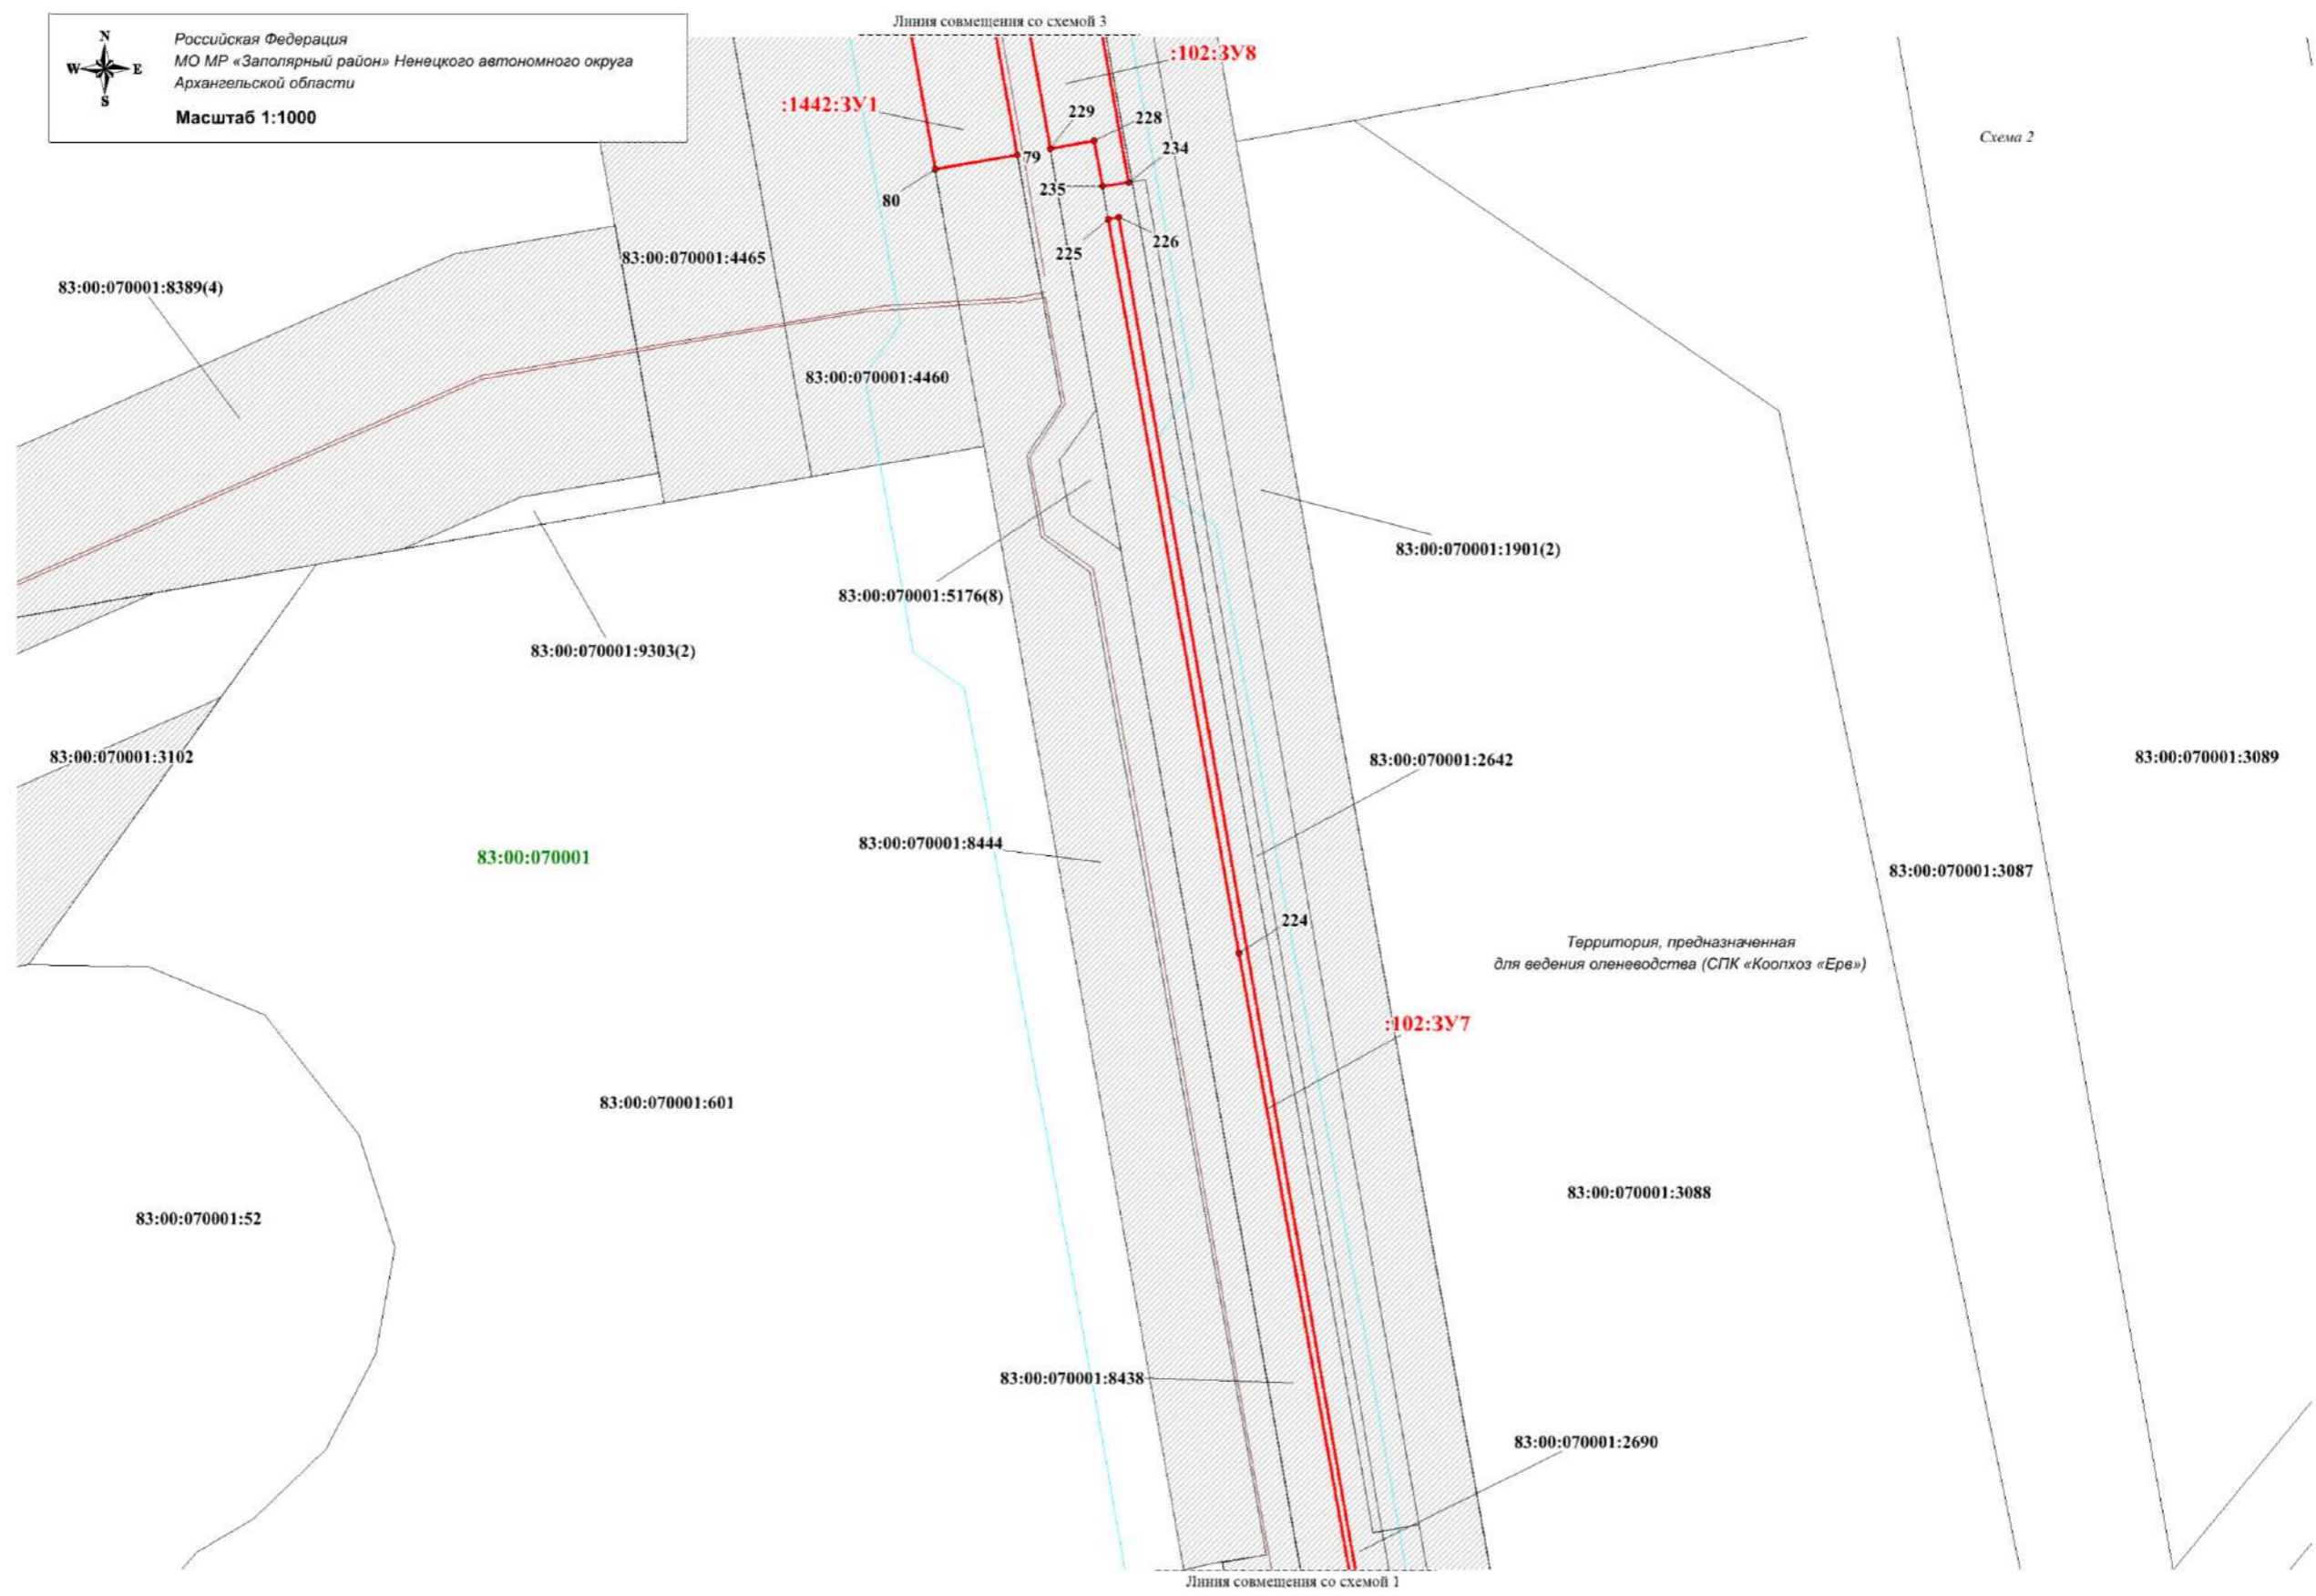 Линия совмещения со схемой 3
N
W
E
S
Российская Федерация
МО МР «Заполярный район» Ненецкого автономного округа
Архангельской области
Масштаб 1:1000
:102:ЗУ8
:1442:ЗУ1
229
228
Схема 2
79
234
80
235
226
225
83:00:070001:4465
83:00:070001:8389(4)
83:00:070001:4460
83:00:070001:1901(2)
83:00:070001:5176(8)
83:00:070001:9303(2)
83:00:070001:3102
83:00:070001:2642
83:00:070001:3089
83:00:070001:8444
83:00:070001
83:00:070001:3087
224
Территория, предназначенная
для ведения оленеводства (СПК «Коопхоз «Ерв»)
:102:ЗУ7
83:00:070001:601
83:00:070001:3088
83:00:070001:52
83:00:070001:8438
83:00:070001:2690
Линия совмещения со схемой 1